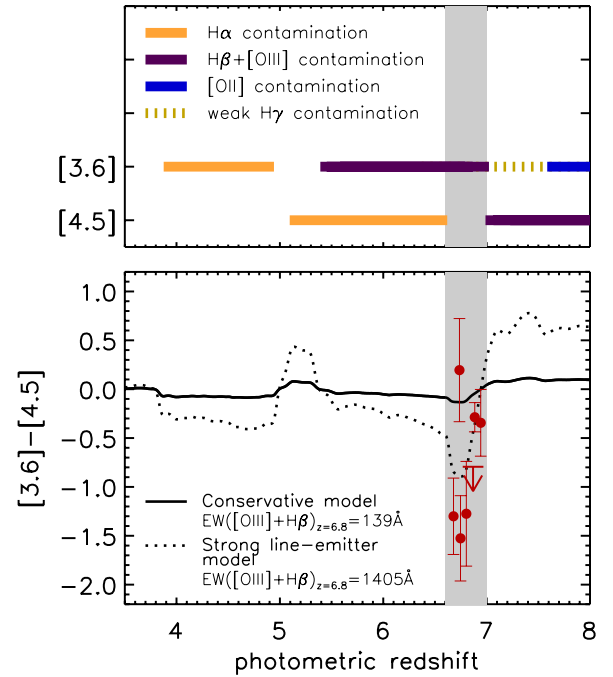 Hα contamination
Hβ+[OIII] contamination
[OII] contamination
weak Hγ contamination
[3.6]
[4.5]
1.0
0.5
0.0
−0.5
−1.0
−1.5
−2.0
[3.6]−[4.5]
Conservative model
EW([OIII]+Hβ)z=6.8=139Å
Strong line−emitter
model
EW([OIII]+Hβ)z=6.8=1405Å
4 5 6 7 8
photometric redshift